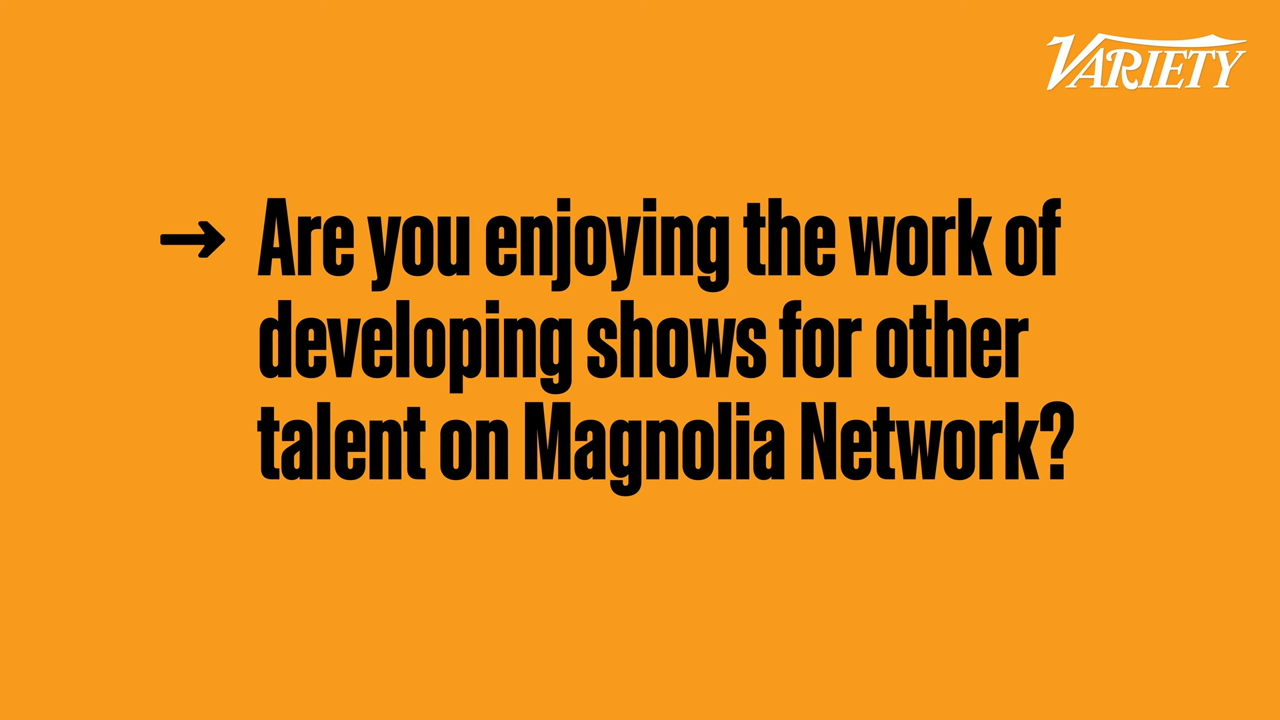 VARIETY
→ Are you enjoying the work of
developing shows for other
talent on Magnolia Network?